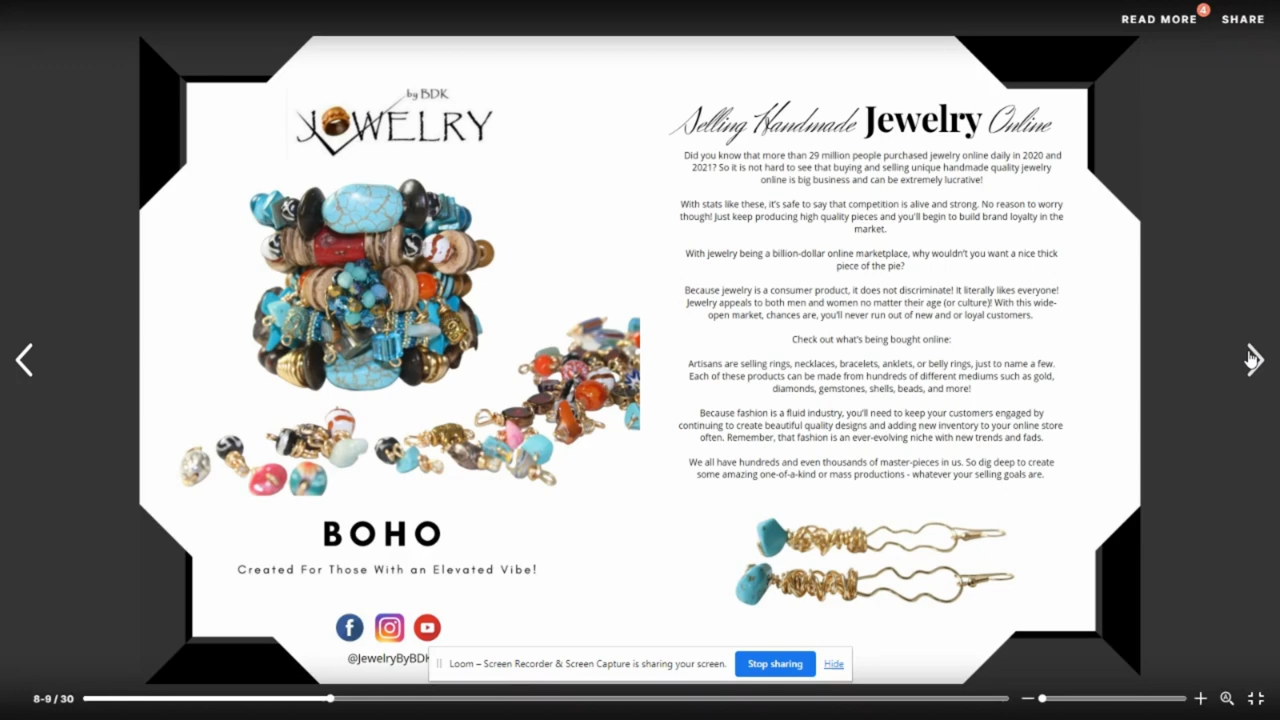 READ MORE
4
SHARE
by BDK
JEWELRY
BOHO
Created For Those With an Elevated Vibe!
@JewelryByBDK
Selling Handmade Jewelry Online
Did you know that more than 29 million people purchased jewelry online daily in 2020 and
2021? So it is not hard to see that buying and selling unique handmade quality jewelry
online is big business and can be extremely lucrative!
With stats like these, it's safe to say that competition is alive and strong. No reason to worry
though! Just keep producing high quality pieces and you'll begin to build brand loyalty in the
market.
With jewelry being a billion-dollar online marketplace, why wouldn't you want a nice thick
piece of the pie?
Because jewelry is a consumer product, it does not discriminate! It literally likes everyone!
Jewelry appeals to both men and women no matter their age (or culture)! With this wide-
open market, chances are, you'll never run out of new and or loyal customers.
Check out what's being bought online:
Artisans are selling rings, necklaces, bracelets, anklets, or belly rings, just to name a few.
Each of these products can be made from hundreds of different mediums such as gold,
diamonds, gemstones, shells, beads, and more!
Because fashion is a fluid industry, you'll need to keep your customers engaged by
continuing to create beautiful quality designs and adding new inventory to your online store
often. Remember, that fashion is an ever-evolving niche with new trends and fads.
We all have hundreds and even thousands of master-pieces in us. So dig deep to create
some amazing one-of-a-kind or mass productions - whatever your selling goals are.
Loom – Screen Recorder & Screen Capture is sharing your screen.
Stop sharing
Hide
8-9 / 30